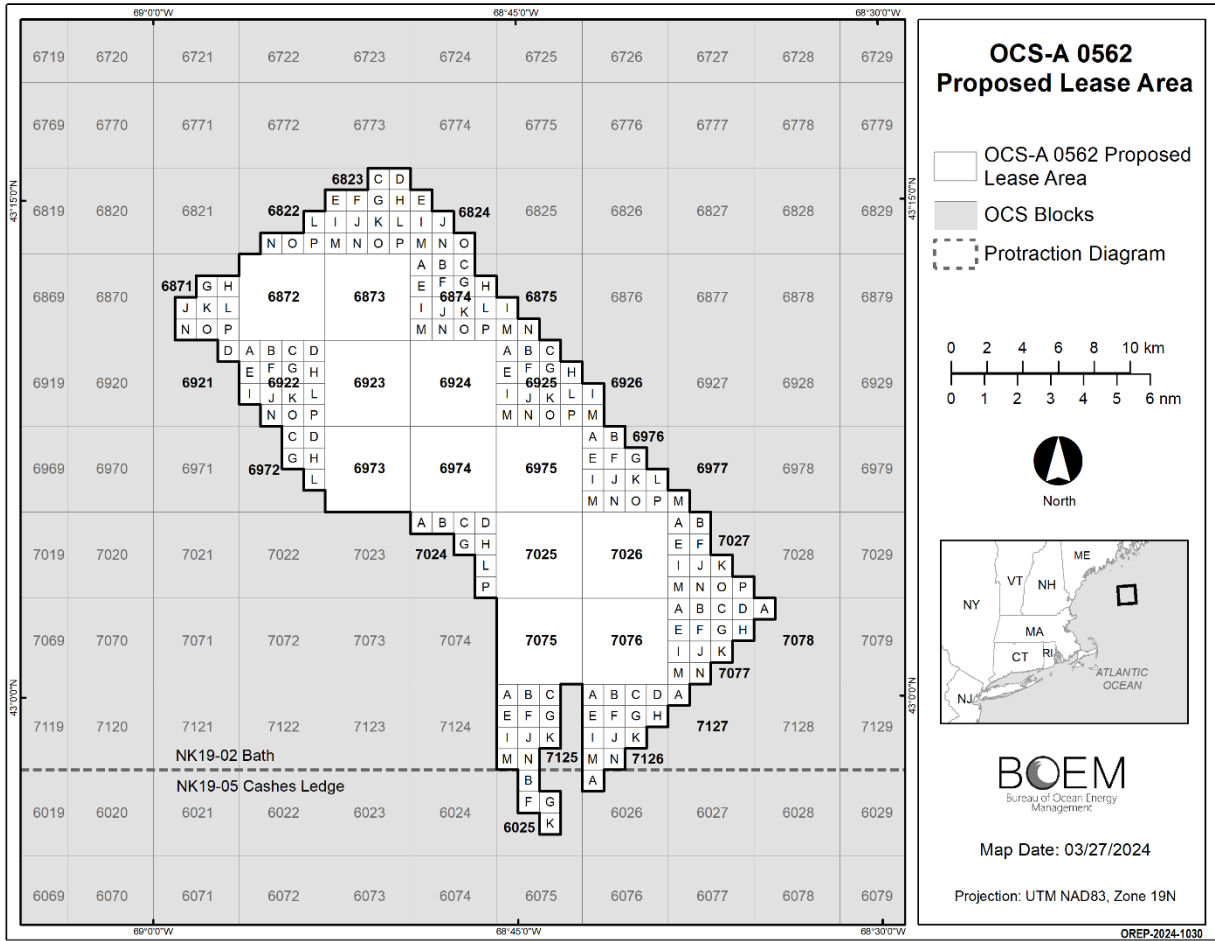 69°0'0"W 68°45'0"W 68°30'0"W
6719 6720 6721 6722 6723 6724 6725 6726 6727 6728 6729
6769 6770 6771 6772 6773 6774 6775 6776 6777 6778 6779
6823 C D
E F G H E
43°15'0"N 6819 6820 6821 6822 L I J K L I J 6824 6825 6826 6827 6828 6829 43°15'0"N
N O P M N O P M N O
A B C
6871 G H E F G H
6869 6870 J K L 6872 6873 I J 6874 K L I 6875 6876 6877 6878 6879
N O P M N O P M N
D A B C D A B C
E F G H E F G H
6919 6920 6921 I J 6922 K L 6923 6924 I J 6925 K L I 6926 6927 6928 6929
N O P M N O P M
C D A B 6976
G H E F G
6969 6970 6971 6972 L 6973 6974 6975 I J K L 6977 6978 6979
M N O P M
A B C D A B
7024 G H E F 7027
7019 7020 7021 7022 7023 L 7025 7026 I J K 7028 7029
P M N O P
A B C D A
E F G H
7069 7070 7071 7072 7073 7074 7075 7076 I J K 7078 7079
M N 7077
43°0'0"N A B C A B C D A 43°0'0"N
E F G E F G H
7119 7120 7121 7122 7123 7124 I J K I J K 7127 7128 7129
M N 7125 M N 7126
NK19-02 Bath
NK19-05 Cashes Ledge
B A
F G
6019 6020 6021 6022 6023 6024 6025 K 6026 6027 6028 6029
6069 6070 6071 6072 6073 6074 6075 6076 6077 6078 6079
69°0'0"W 68°45'0"W 68°30'0"W
OCS-A 0562
Proposed Lease Area
OCS-A 0562 Proposed
Lease Area
OCS Blocks
Protraction Diagram
0 2 4 6 8 10 km
0 1 2 3 4 5 6 nm
North
ME
VT NH
NY
MA
CT RI
NJ
ATLANTIC
OCEAN
BOEM
Bureau of Ocean Energy
Management
Map Date: 03/27/2024
Projection: UTM NAD83, Zone 19N
OREP-2024-1030